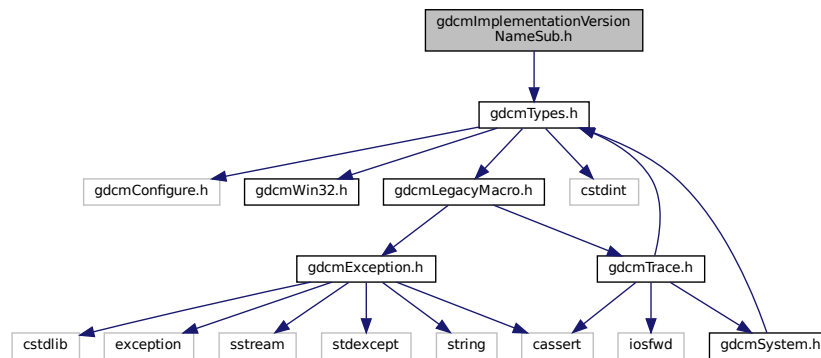 gdcmImplementationVersion
NameSub.h
gdcmTypes.h
gdcmConfigure.h
gdcmWin32.h
gdcmLegacyMacro.h
cstdint
gdcmException.h
gdcmTrace.h
cstdlib
exception
sstream
stdexcept
string
cassert
iosfwd
gdcmSystem.h